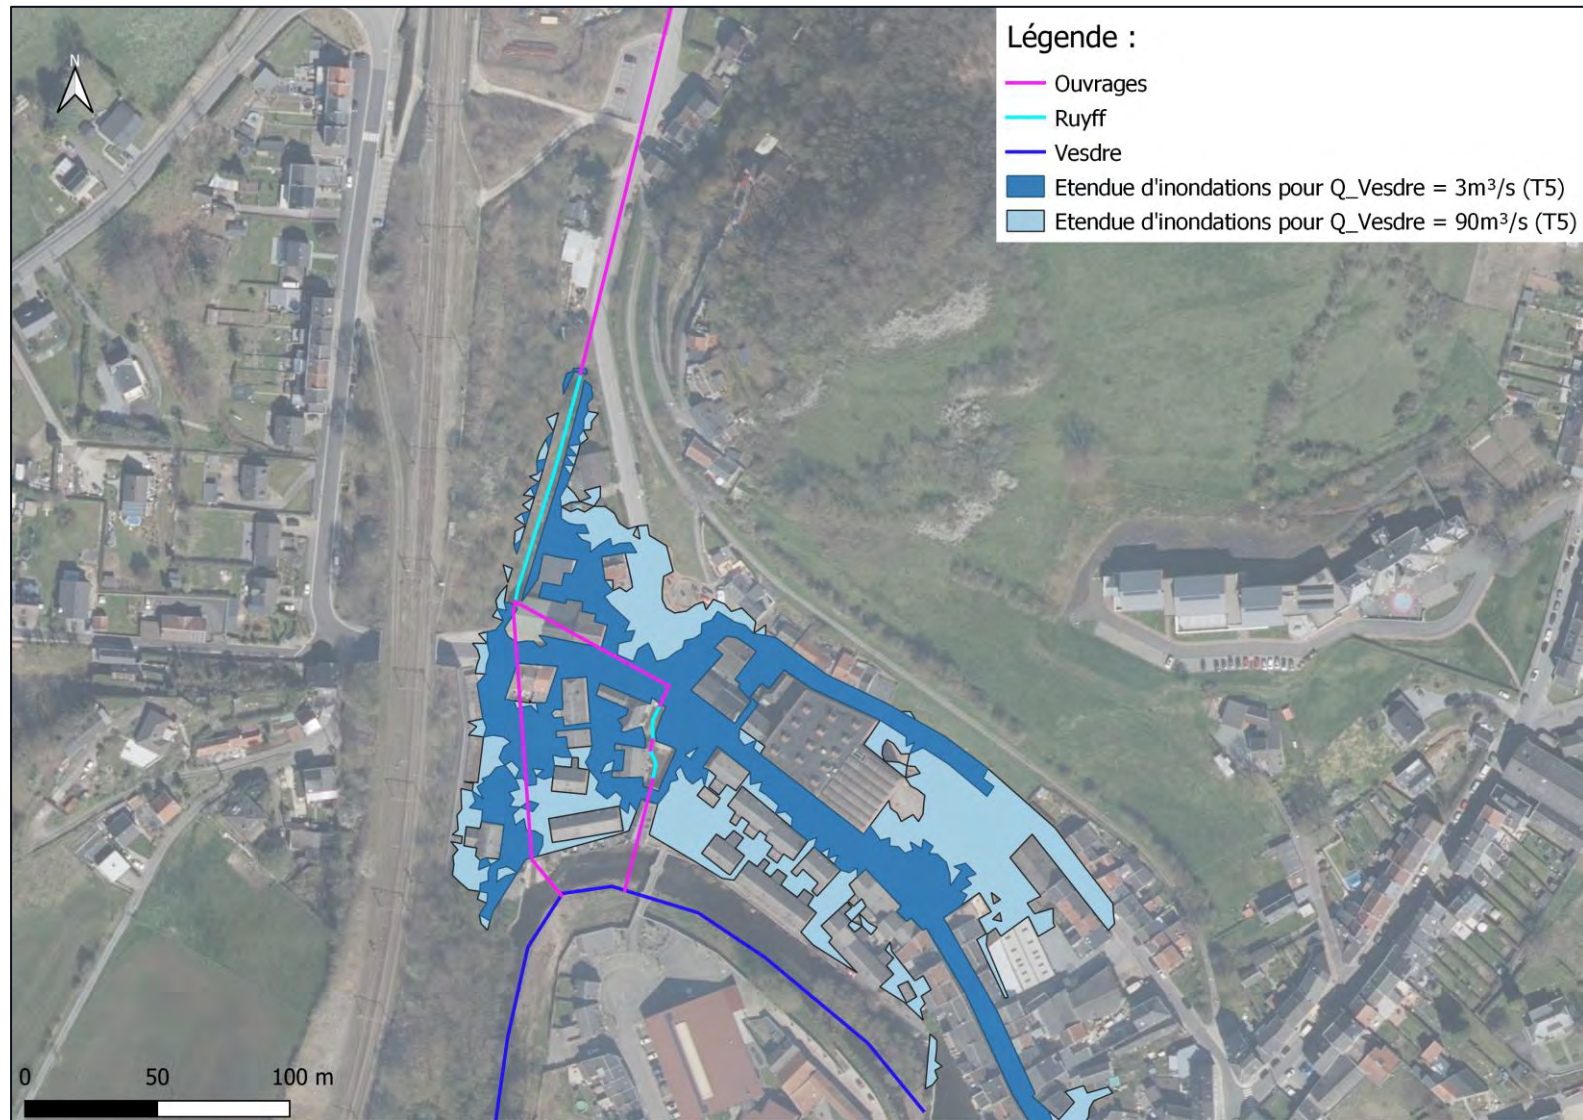 N
Légende :
Ouvrages
Ruyff
Vesdre
Etendue d'inondations pour Q_Vesdre = 3m³/s (T5)
Etendue d'inondations pour Q_Vesdre = 90m³/s (T5)
0 50 100 m